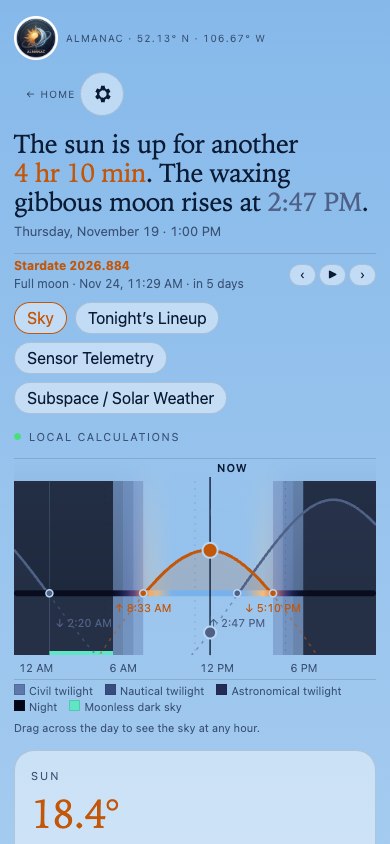 ALMANAC
ALMANAC · 52.13° N · 106.67° W
← HOME
The sun is up for another
4 hr 10 min. The waxing
gibbous moon rises at 2:47 PM.
Thursday, November 19 · 1:00 PM
Stardate 2026.884
Full moon · Nov 24, 11:29 AM · in 5 days
Sky
Tonight's Lineup
Sensor Telemetry
Subspace / Solar Weather
LOCAL CALCULATIONS
NOW
↑ 8:33 AM
↓ 5:10 PM
↓ 2:20 AM
↑ 2:47 PM
12 AM
6 AM
12 PM
6 PM
Civil twilight
Nautical twilight
Astronomical twilight
Night
Moonless dark sky
Drag across the day to see the sky at any hour.
SUN
18.4°